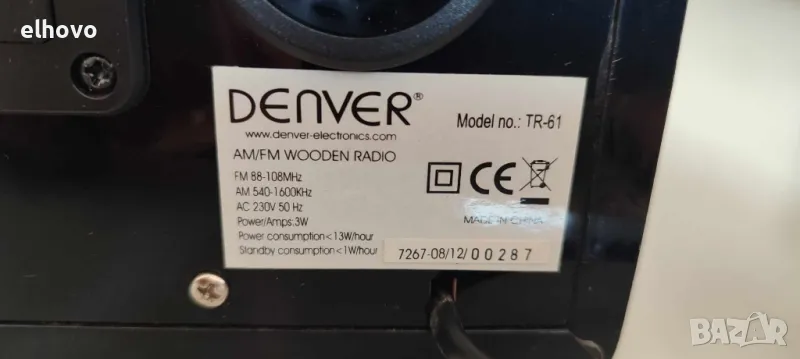 elhovo
DENVER®
www.denver-electronics.com
Model no.: TR-61
AM/FM WOODEN RADIO
FM 88-108MHz
AM 540-1600KHz
AC 230V 50 Hz
Power/Amps.3W
Power consumption<13W/hour
Standby consumption<1W/hour
CE
MADE IN CHINA
7267-08/12/00287
BAZAR